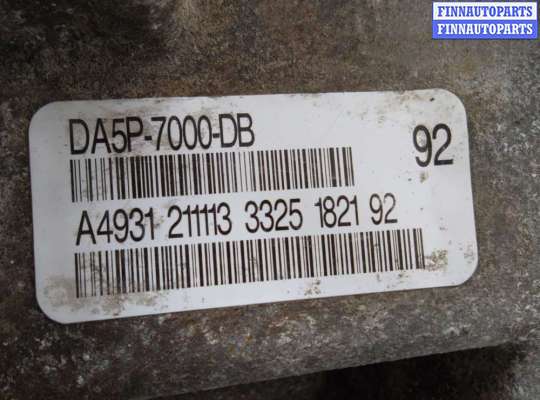 FINNAUTOPARTS
FINNAUTOPARTS
DA5P-7000-DB
92
A4931 211113 3325 1821 92